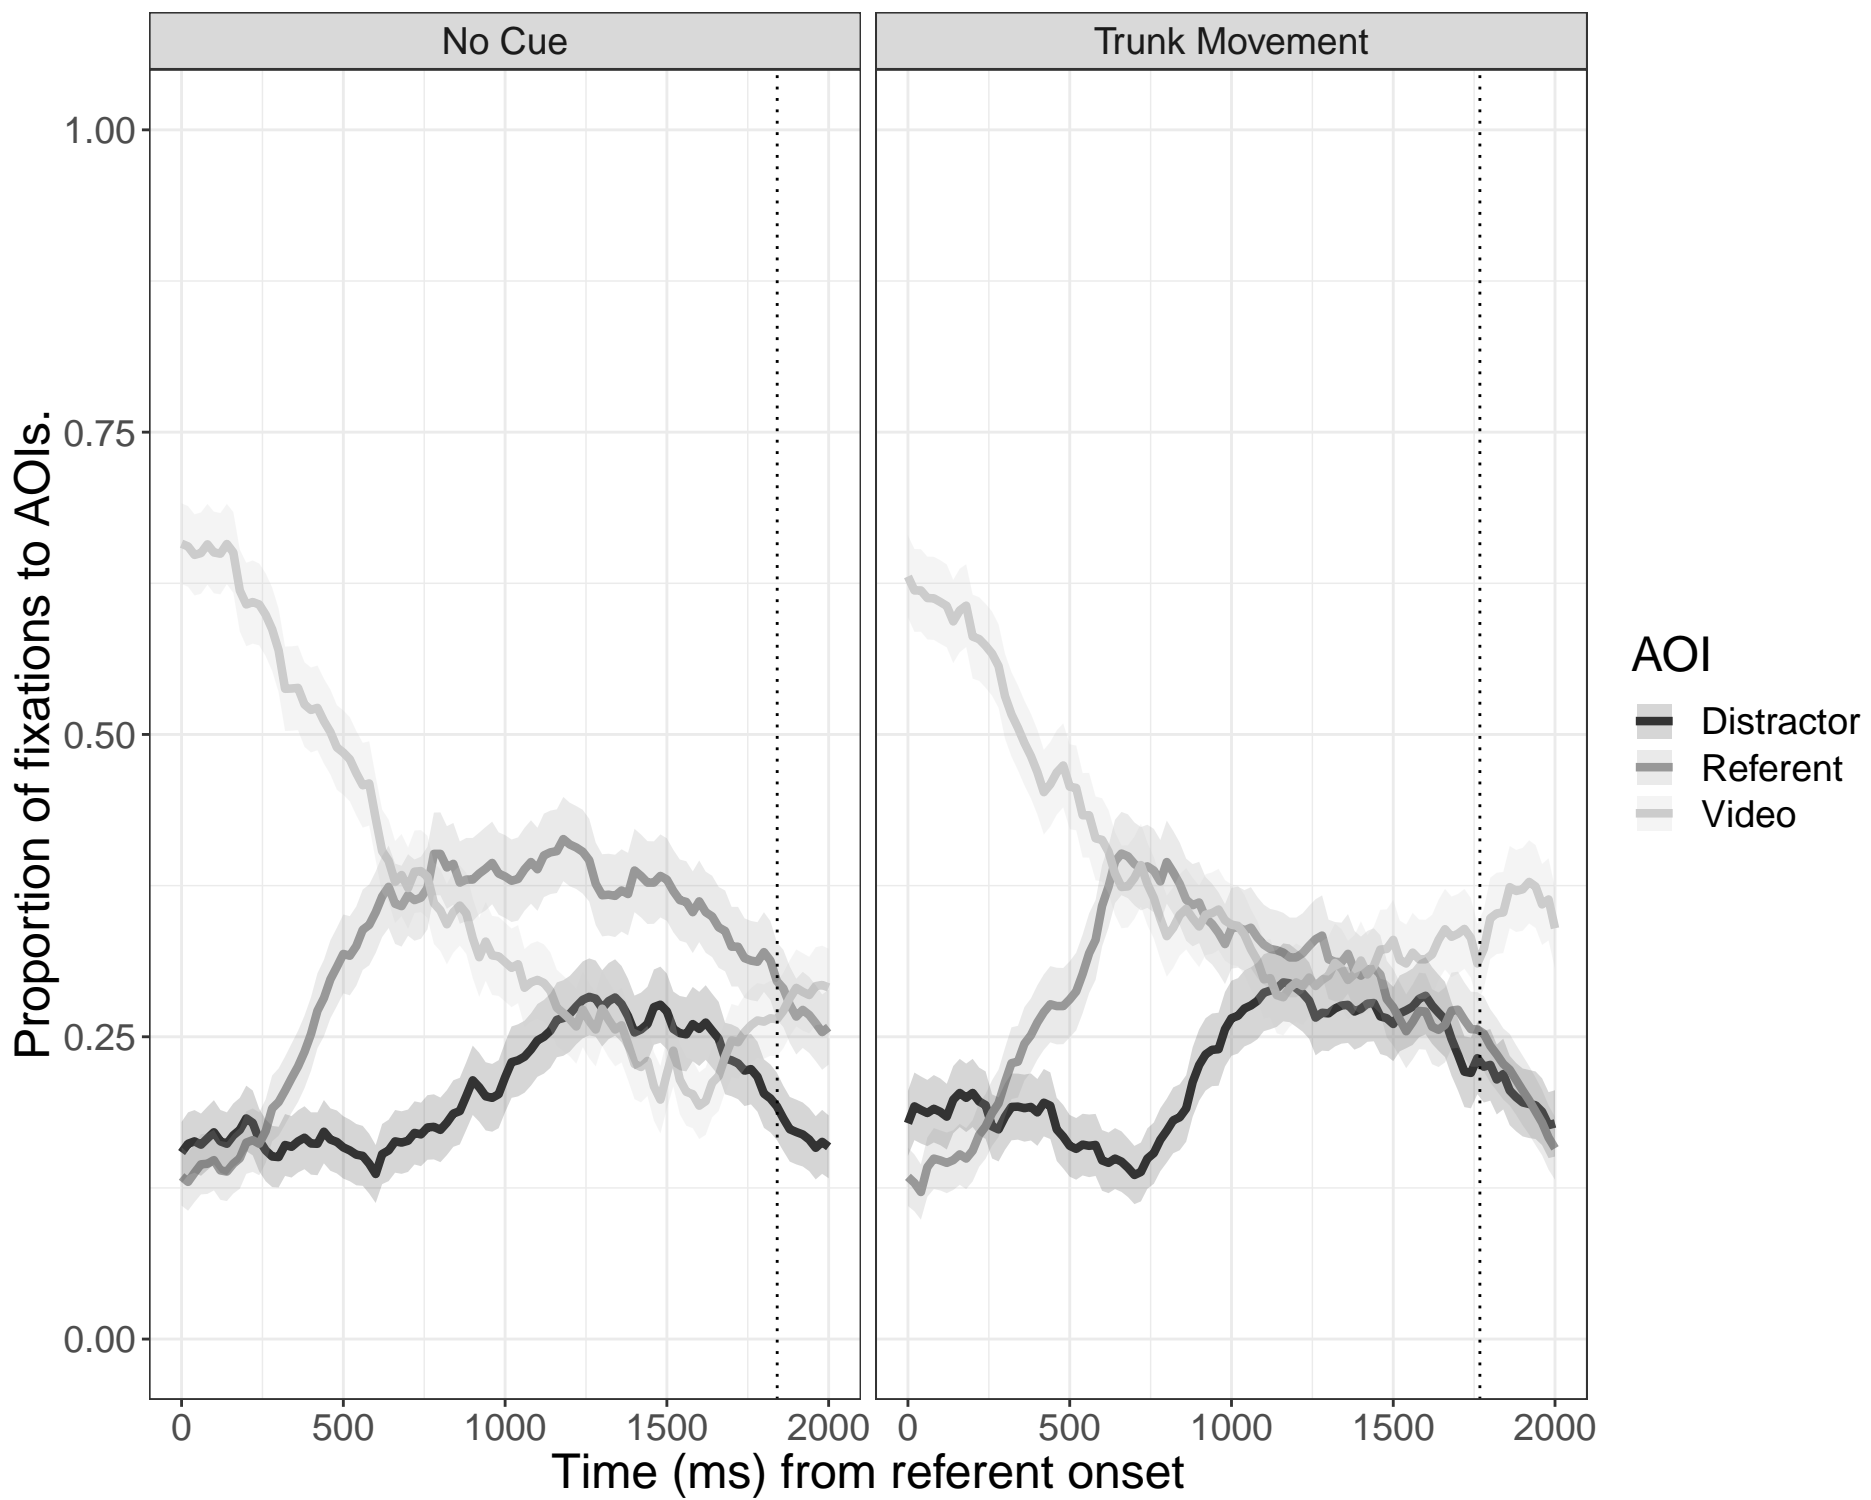 No Cue
Trunk Movement
1.00
0.75
0.50
0.25
0.00
Proportion of fixations to AOIs.
0 500 1000 1500 2000
0 500 1000 1500 2000
Time (ms) from referent onset
AOI
Distractor
Referent
Video